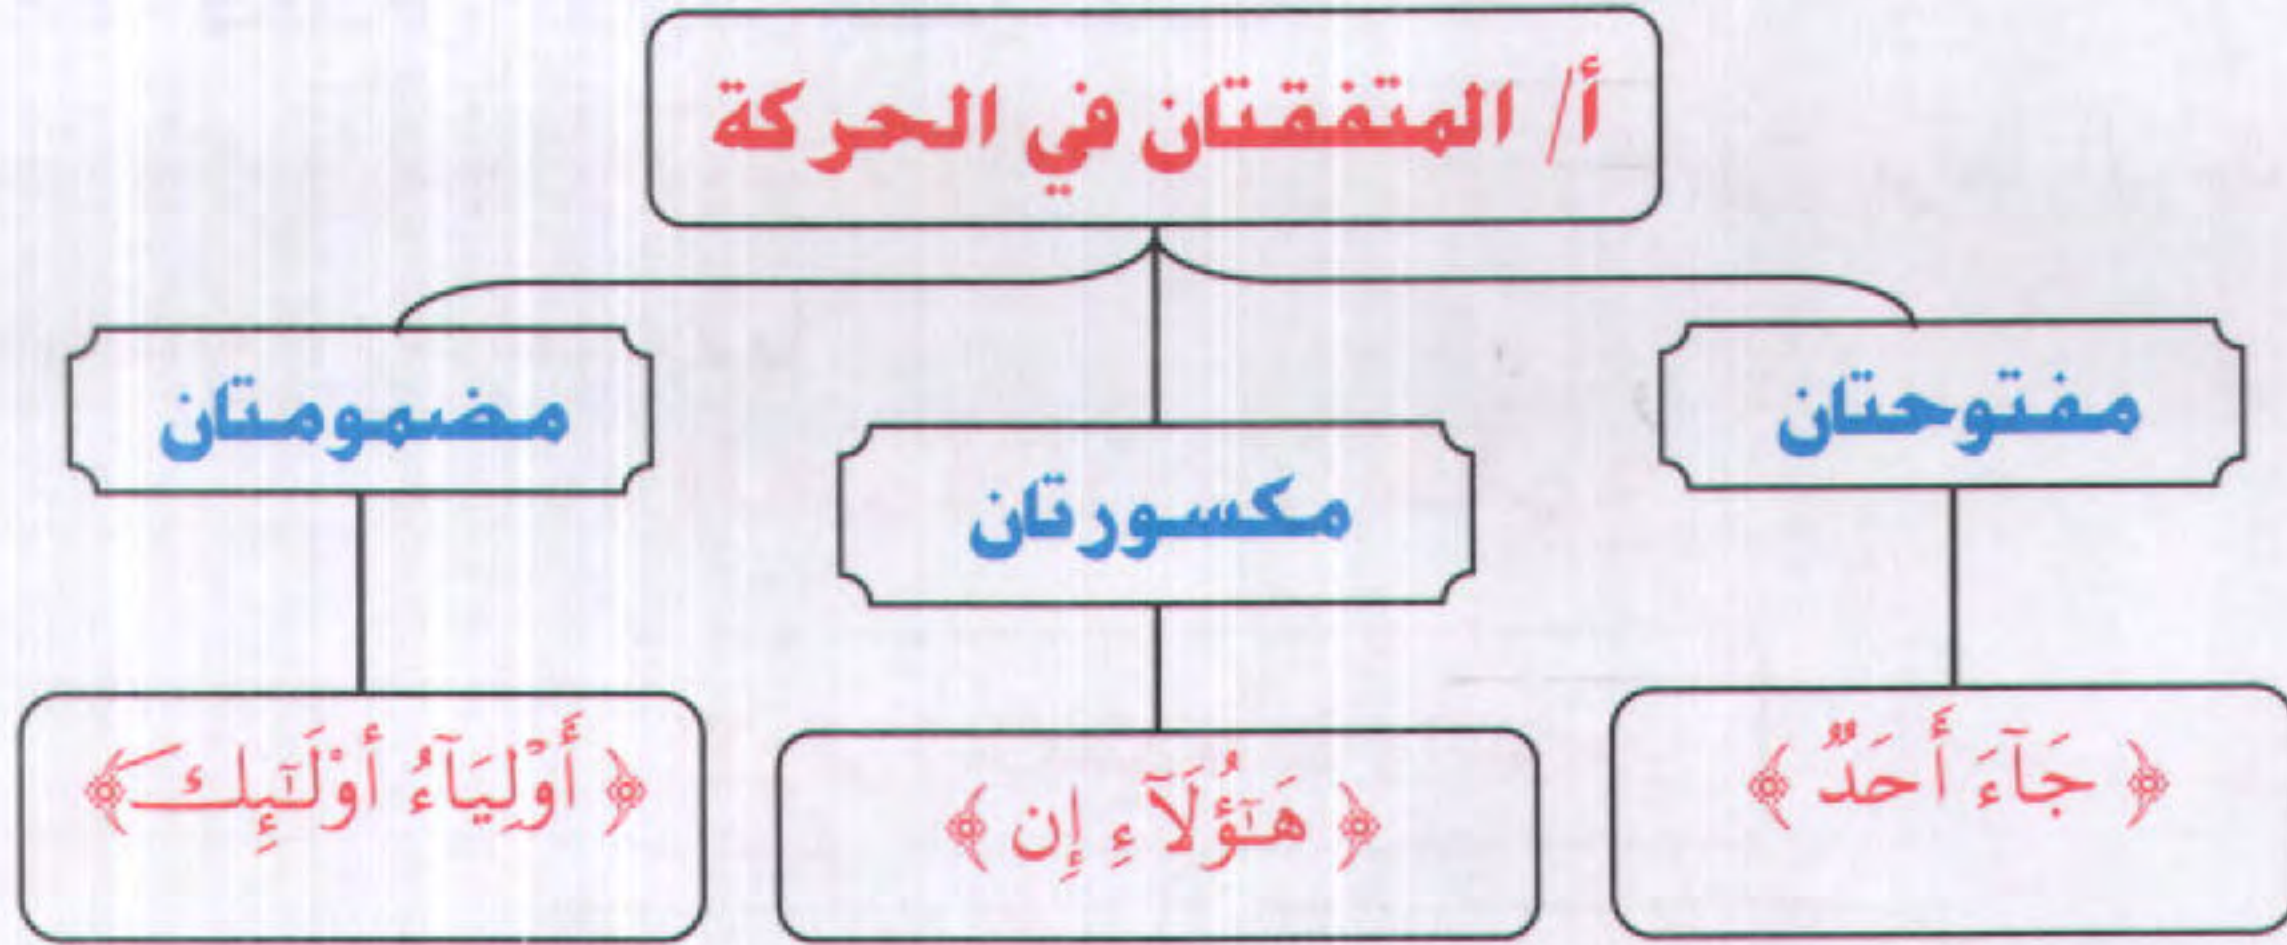 أ/ المتفقتان في الحركة
مفتوحتان
مكسورتان
مضمومتان
﴿ جَآءَ أَحَدٌ ﴾
﴿ هَـٰٓؤُلَآءِ إِن ﴾
﴿ أَوْلِيَآءُ أُوْلَـٰٓئِكَ ﴾